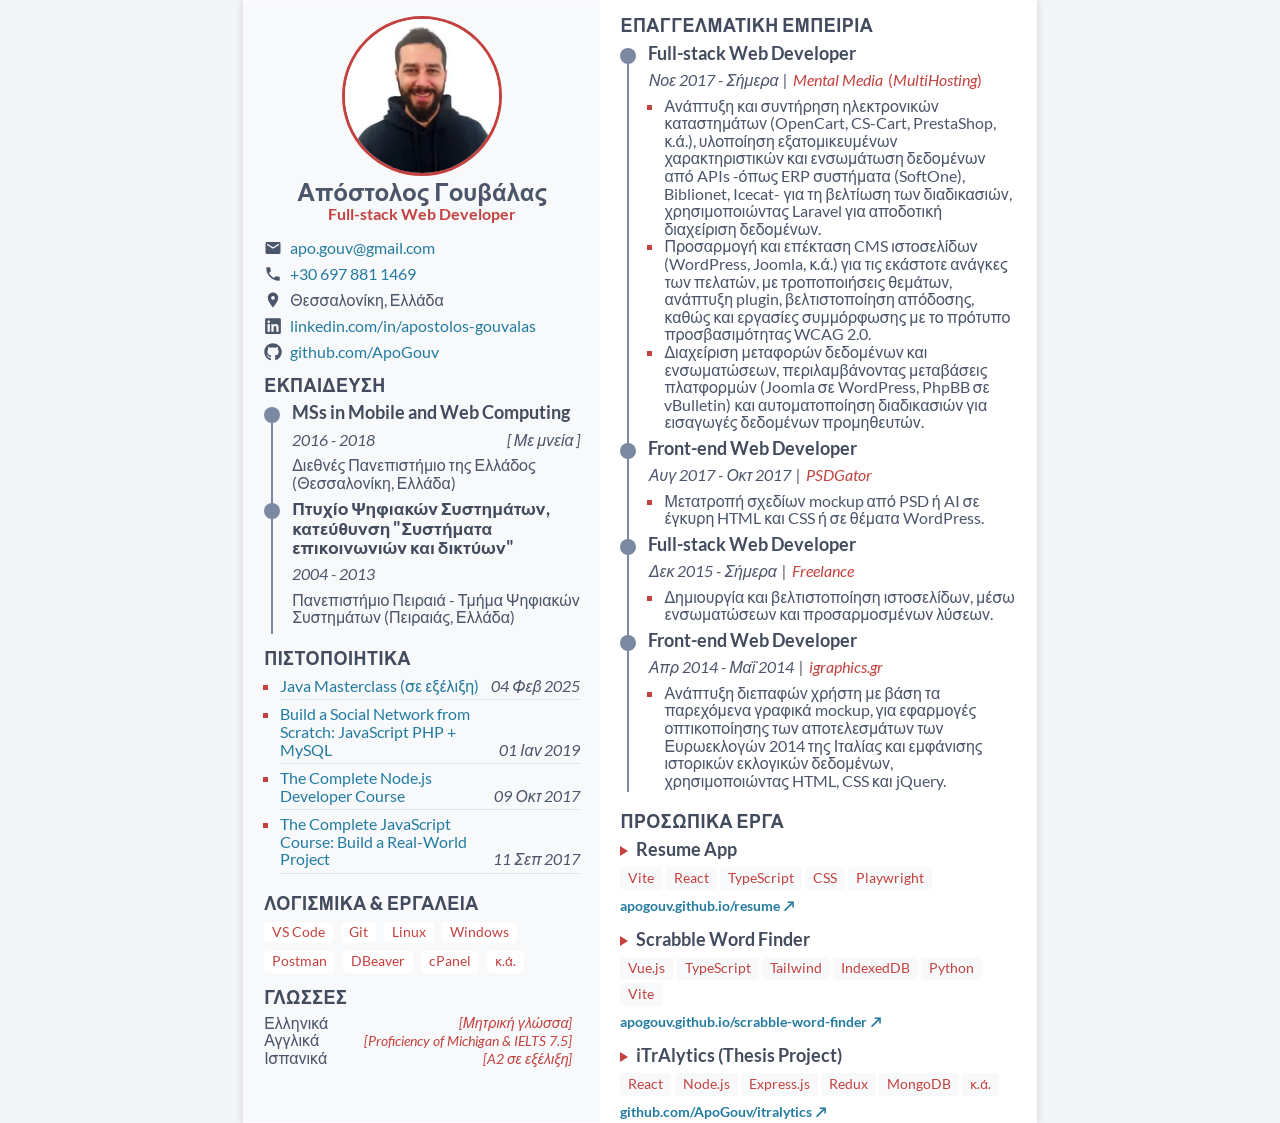 Απόστολος Γουβάλας
Full-stack Web Developer
apo.gouv@gmail.com
+30 697 881 1469
Θεσσαλονίκη, Ελλάδα
linkedin.com/in/apostolos-gouvalas
github.com/ApoGouv
ΕΚΠΑΙΔΕΥΣΗ
MSs in Mobile and Web Computing
2016 - 2018 [ Με μνεία ]
Διεθνές Πανεπιστήμιο της Ελλάδος
(Θεσσαλονίκη, Ελλάδα)
Πτυχίο Ψηφιακών Συστημάτων,
κατεύθυνση "Συστήματα
επικοινωνιών και δικτύων"
2004 - 2013
Πανεπιστήμιο Πειραιά - Τμήμα Ψηφιακών
Συστημάτων (Πειραιάς, Ελλάδα)
ΠΙΣΤΟΠΟΙΗΤΙΚΑ
Java Masterclass (σε εξέλιξη) 04 Φεβ 2025
Build a Social Network from
Scratch: JavaScript PHP +
MySQL 01 Ιαν 2019
The Complete Node.js
Developer Course 09 Οκτ 2017
The Complete JavaScript
Course: Build a Real-World
Project 11 Σεπ 2017
ΛΟΓΙΣΜΙΚΑ & ΕΡΓΑΛΕΙΑ
VS Code Git Linux Windows
Postman DBeaver cPanel κ.ά.
ΓΛΩΣΣΕΣ
Ελληνικά [Μητρική γλώσσα]
Αγγλικά [Proficiency of Michigan & IELTS 7.5]
Ισπανικά [A2 σε εξέλιξη]
ΕΠΑΓΓΕΛΜΑΤΙΚΗ ΕΜΠΕΙΡΙΑ
Full-stack Web Developer
Νοε 2017 - Σήμερα | Mental Media (MultiHosting)
Ανάπτυξη και συντήρηση ηλεκτρονικών
καταστημάτων (OpenCart, CS-Cart, PrestaShop,
κ.ά.), υλοποίηση εξατομικευμένων
χαρακτηριστικών και ενσωμάτωση δεδομένων
από APIs -όπως ERP συστήματα (SoftOne),
Biblionet, Icecat- για τη βελτίωση των διαδικασιών,
χρησιμοποιώντας Laravel για αποδοτική
διαχείριση δεδομένων.
Προσαρμογή και επέκταση CMS ιστοσελίδων
(WordPress, Joomla, κ.ά.) για τις εκάστοτε ανάγκες
των πελατών, με τροποποιήσεις θεμάτων,
ανάπτυξη plugin, βελτιστοποίηση απόδοσης,
καθώς και εργασίες συμμόρφωσης με το πρότυπο
προσβασιμότητας WCAG 2.0.
Διαχείριση μεταφορών δεδομένων και
ενσωματώσεων, περιλαμβάνοντας μεταβάσεις
πλατφορμών (Joomla σε WordPress, PhpBB σε
vBulletin) και αυτοματοποίηση διαδικασιών για
εισαγωγές δεδομένων προμηθευτών.
Front-end Web Developer
Αυγ 2017 - Οκτ 2017 | PSDGator
Μετατροπή σχεδίων mockup από PSD ή AI σε
έγκυρη HTML και CSS ή σε θέματα WordPress.
Full-stack Web Developer
Δεκ 2015 - Σήμερα | Freelance
Δημιουργία και βελτιστοποίηση ιστοσελίδων, μέσω
ενσωματώσεων και προσαρμοσμένων λύσεων.
Front-end Web Developer
Απρ 2014 - Μαΐ 2014 | igraphics.gr
Ανάπτυξη διεπαφών χρήστη με βάση τα
παρεχόμενα γραφικά mockup, για εφαρμογές
οπτικοποίησης των αποτελεσμάτων των
Ευρωεκλογών 2014 της Ιταλίας και εμφάνισης
ιστορικών εκλογικών δεδομένων,
χρησιμοποιώντας HTML, CSS και jQuery.
ΠΡΟΣΩΠΙΚΑ ΕΡΓΑ
Resume App
Vite React TypeScript CSS Playwright
apogouv.github.io/resume
Scrabble Word Finder
Vue.js TypeScript Tailwind IndexedDB Python
Vite
apogouv.github.io/scrabble-word-finder
iTrAlytics (Thesis Project)
React Node.js Express.js Redux MongoDB κ.ά.
github.com/ApoGouv/itralytics